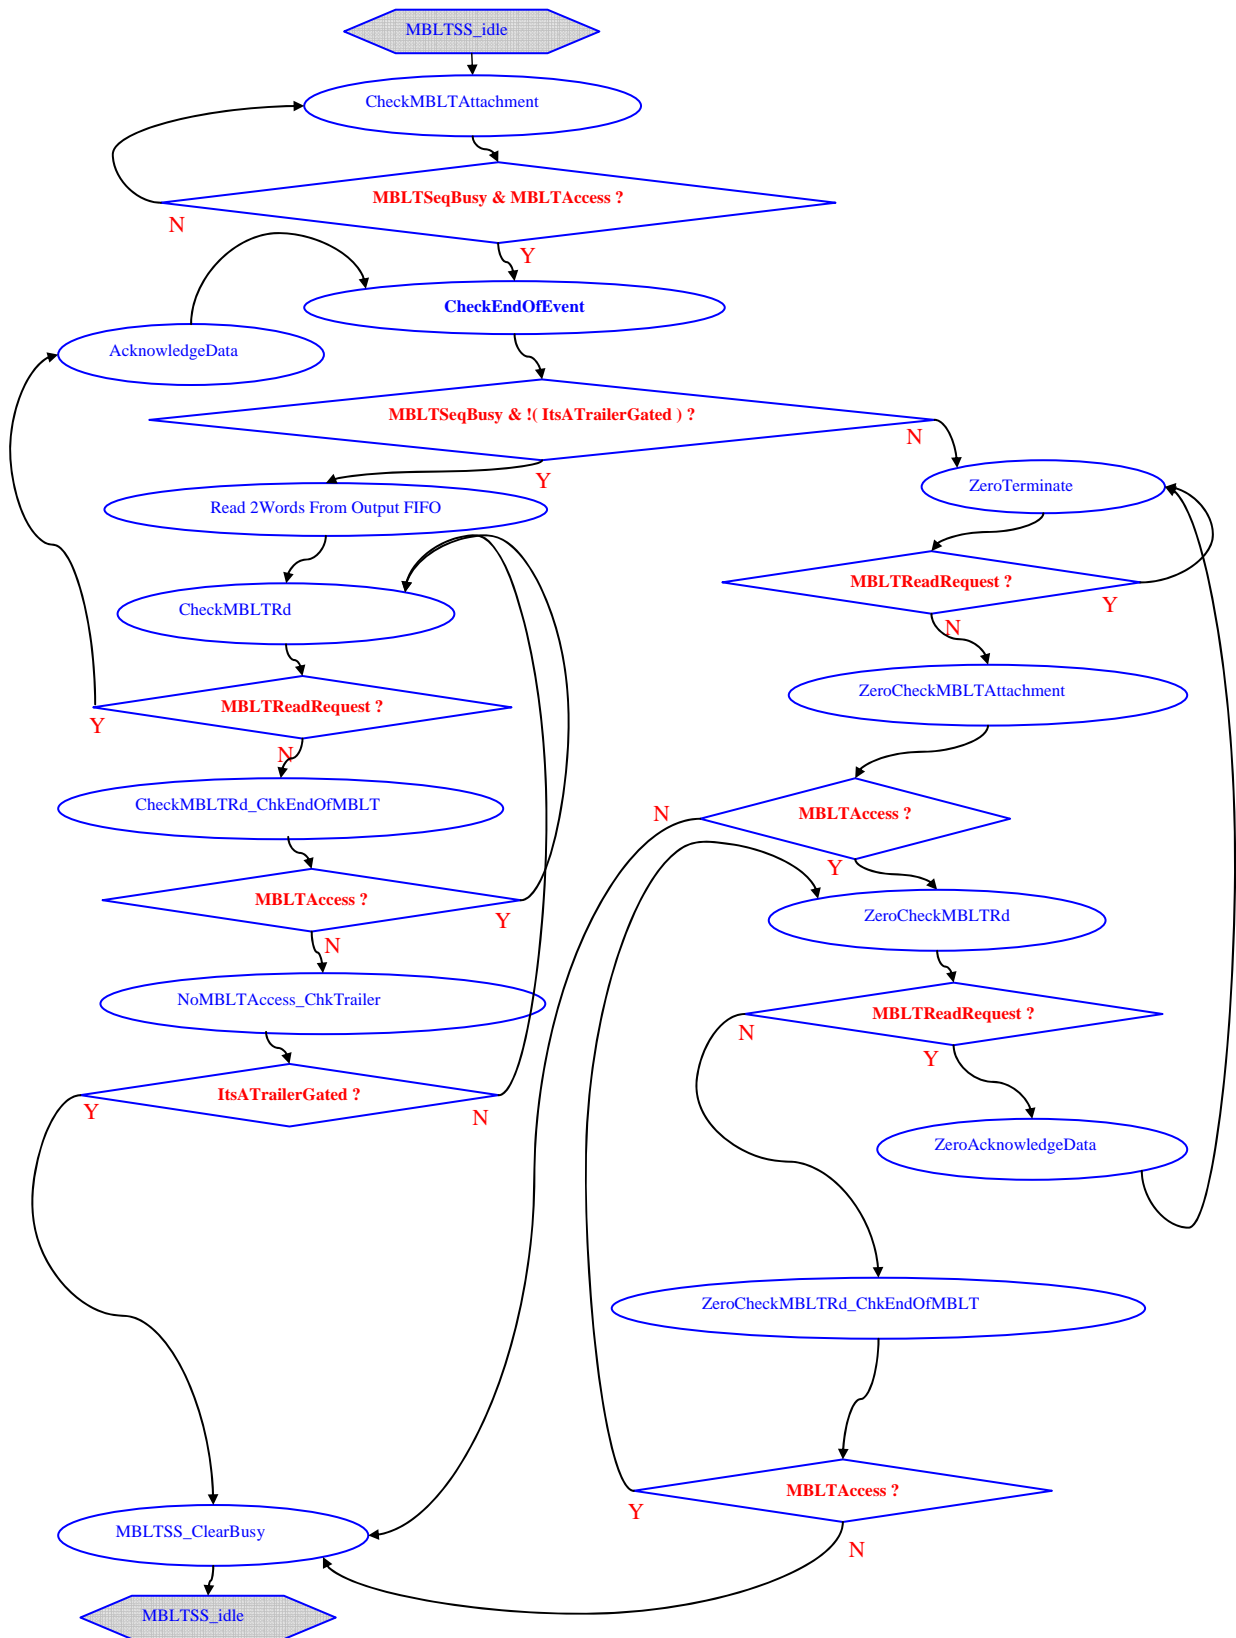 MBLTSS_idle
CheckMBLTAttachment
MBLTSeqBusy & MBLTAccess ?
N
Y
CheckEndOfEvent
AcknowledgeData
MBLTSeqBusy & !( ItsATrailerGated ) ?
N
Y
ZeroTerminate
Read 2Words From Output FIFO
MBLTReadRequest ?
Y
CheckMBLTRd
N
ZeroCheckMBLTAttachment
MBLTReadRequest ?
Y
N
CheckMBLTRd_ChkEndOfMBLT
N
MBLTAccess ?
Y
MBLTAccess ?
Y
ZeroCheckMBLTRd
N
NoMBLTAccess_ChkTrailer
MBLTReadRequest ?
N
Y
ItsATrailerGated ?
Y
N
ZeroAcknowledgeData
ZeroCheckMBLTRd_ChkEndOfMBLT
MBLTAccess ?
Y
MBLTSS_ClearBusy
N
MBLTSS_idle